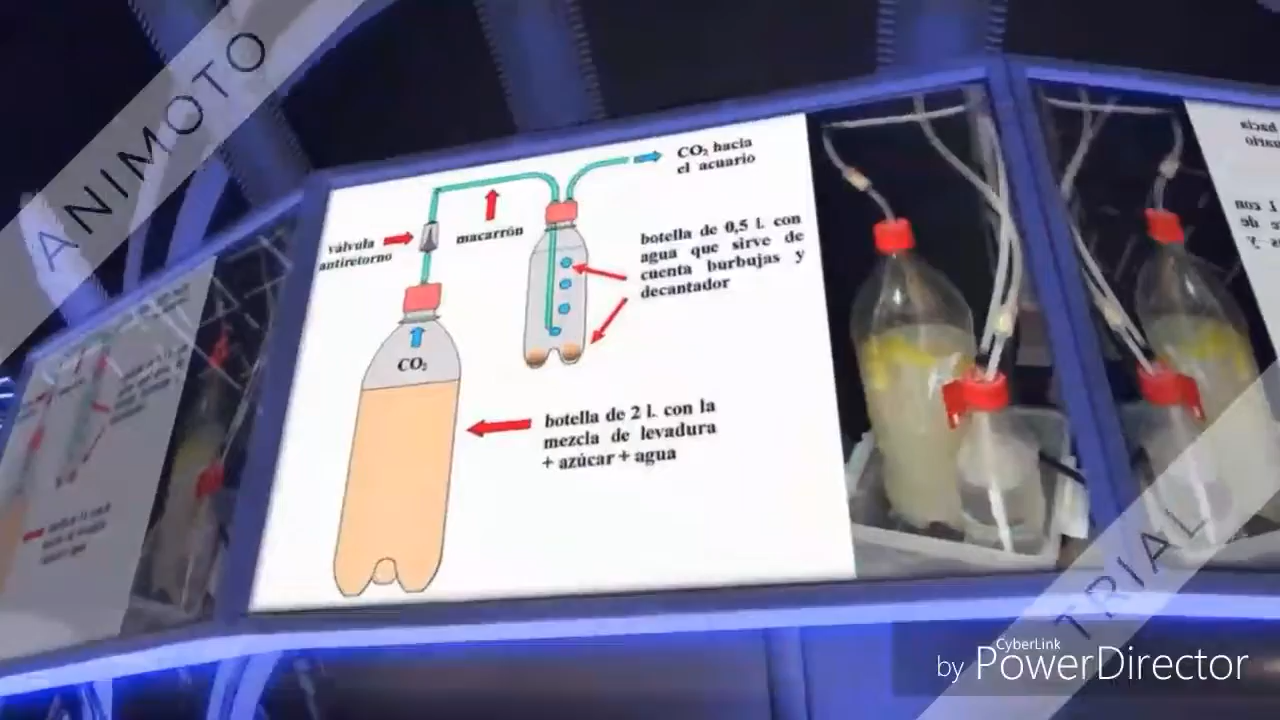 ANIMOTO
CO₂ hacia
el acuario
válvula
antiretorno
macarrón
botella de 0,5 l. con
agua que sirve de
cuenta burbujas y
decantador
CO₂
botella de 2 l. con la
mezcla de levadura
+ azúcar + agua
TRIAL
CyberLink
by PowerDirector